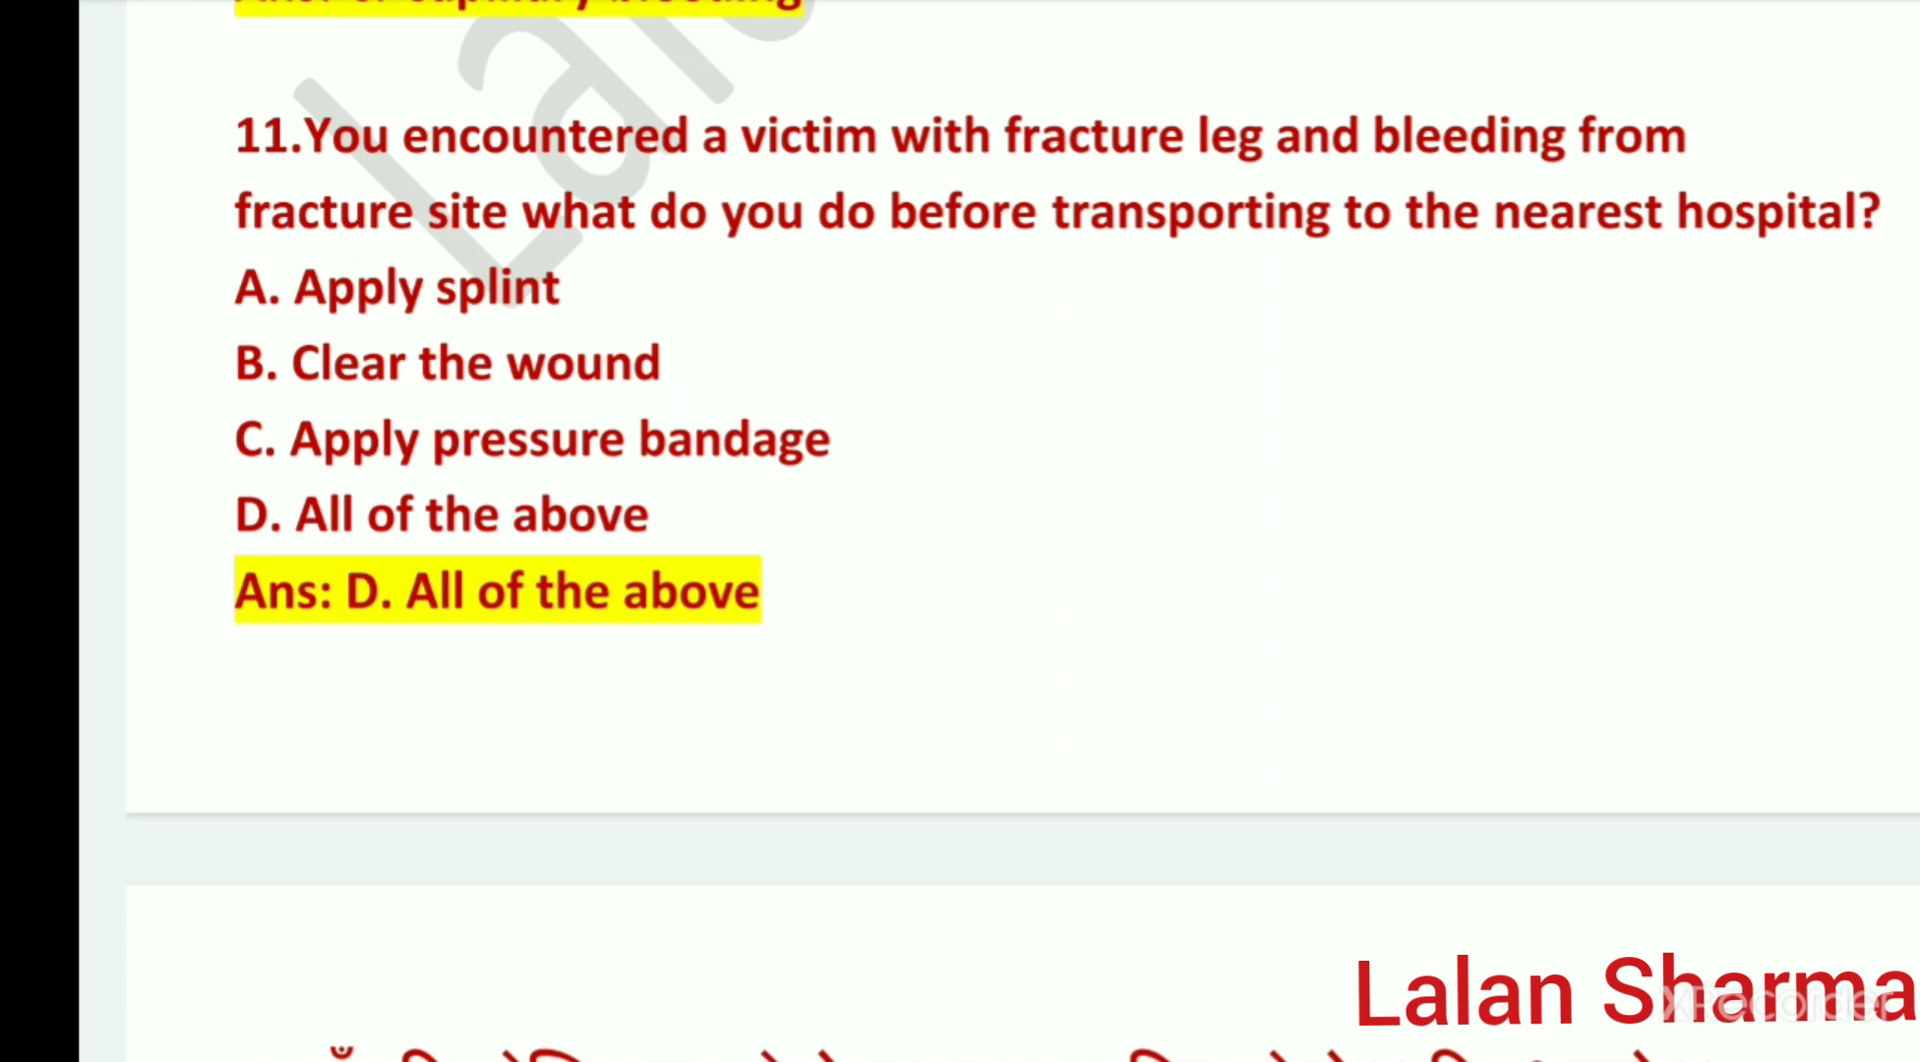 11.You encountered a victim with fracture leg and bleeding from
fracture site what do you do before transporting to the nearest hospital?
A. Apply splint
B. Clear the wound
C. Apply pressure bandage
D. All of the above
Ans: D. All of the above
Lalan Sharma
XRecorder